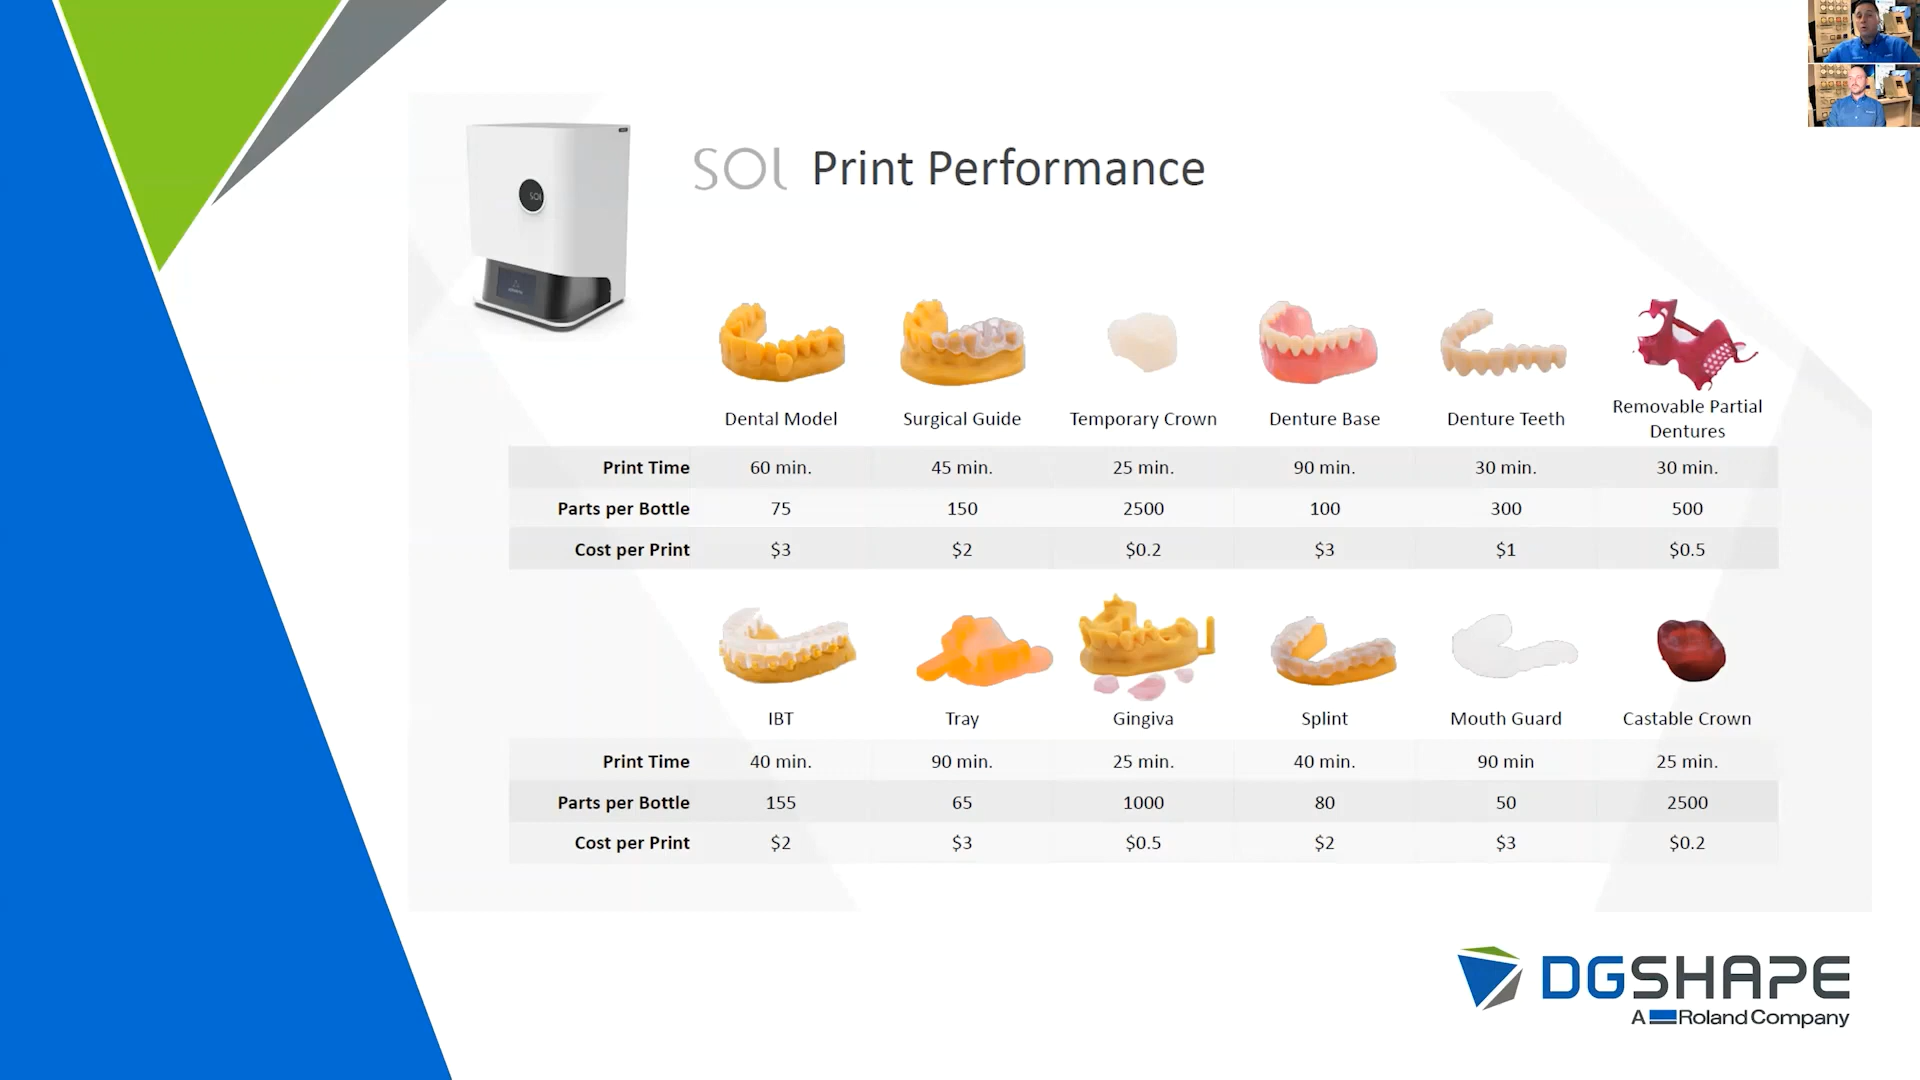 SOL Print Performance
SOL
Dental Model Surgical Guide Temporary Crown Denture Base Denture Teeth Removable Partial Dentures
Print Time 60 min. 45 min. 25 min. 90 min. 30 min. 30 min.
Parts per Bottle 75 150 2500 100 300 500
Cost per Print $3 $2 $0.2 $3 $1 $0.5
IBT Tray Gingiva Splint Mouth Guard Castable Crown
Print Time 40 min. 90 min. 25 min. 40 min. 90 min 25 min.
Parts per Bottle 155 65 1000 80 50 2500
Cost per Print $2 $3 $0.5 $2 $3 $0.2
DGSHAPE
A Roland Company